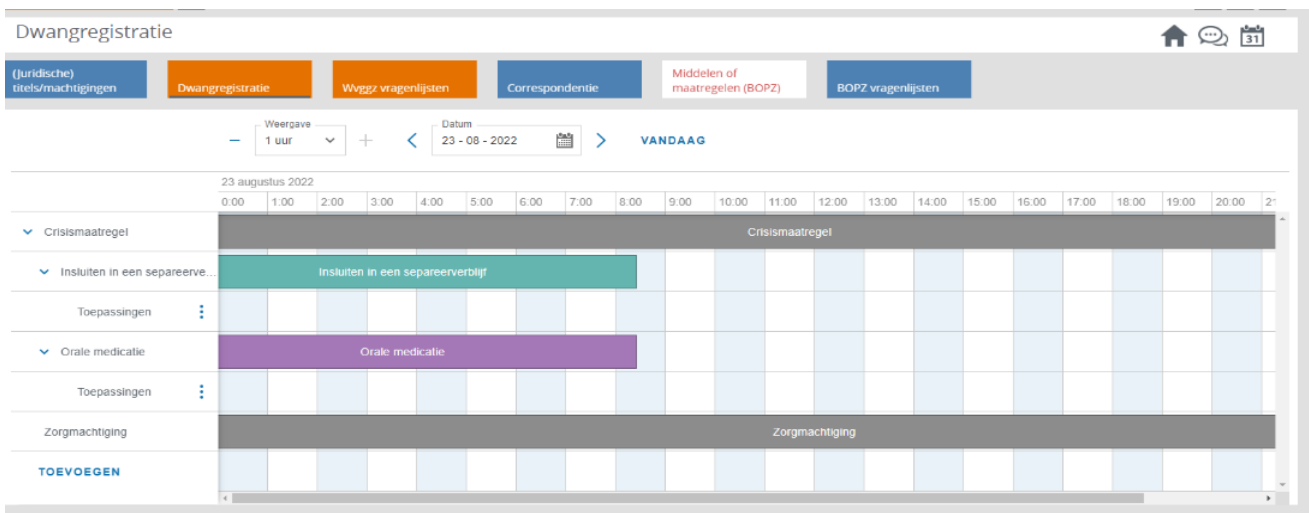 Dwangregistratie
31
(Juridische)
titels/machtigingen
Dwangregistratie
Wvggz vragenlijsten
Correspondentie
Middelen of
maatregelen (BOPZ)
BOPZ vragenlijsten
Weergave
1 uur
Datum
23 - 08 - 2022
VANDAAG
23 augustus 2022
0:00 1:00 2:00 3:00 4:00 5:00 6:00 7:00 8:00 9:00 10:00 11:00 12:00 13:00 14:00 15:00 16:00 17:00 18:00 19:00 20:00 21
Crisismaatregel
Crisismaatregel
Insluiten in een separeerve...
Insluiten in een separeerverblijf
Toepassingen
Orale medicatie
Orale medicatie
Toepassingen
Zorgmachtiging
Zorgmachtiging
TOEVOEGEN